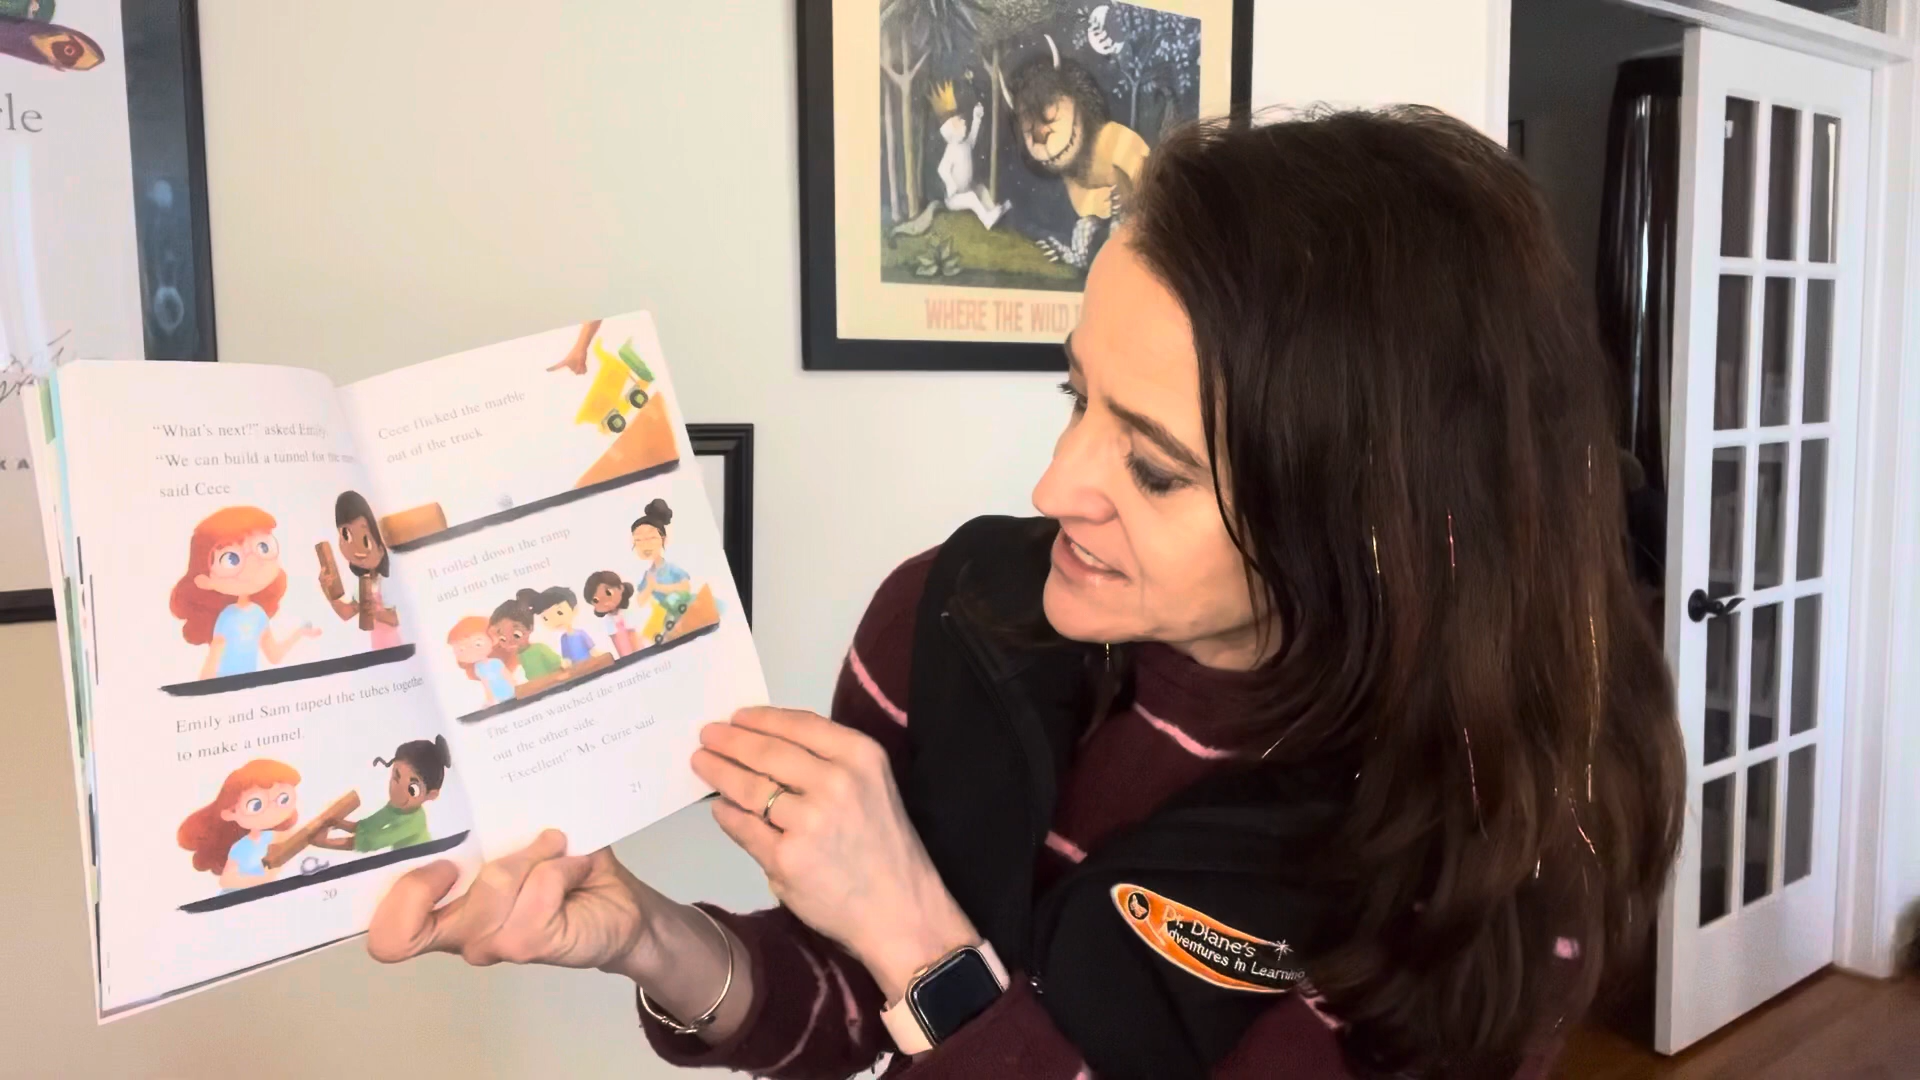 rle
KA
WHERE THE WILD
"What's next?" asked Emily.
"We can build a tunnel for the
said Cece
Emily and Sam taped the tubes together
to make a tunnel.
20
Cece flicked the marble
out of the truck
It rolled down the ramp
and into the tunnel
The team watched the marble roll
out the other side.
"Excellent!" Ms. Curie said
21
Dr. Diane's
Adventures in Learning